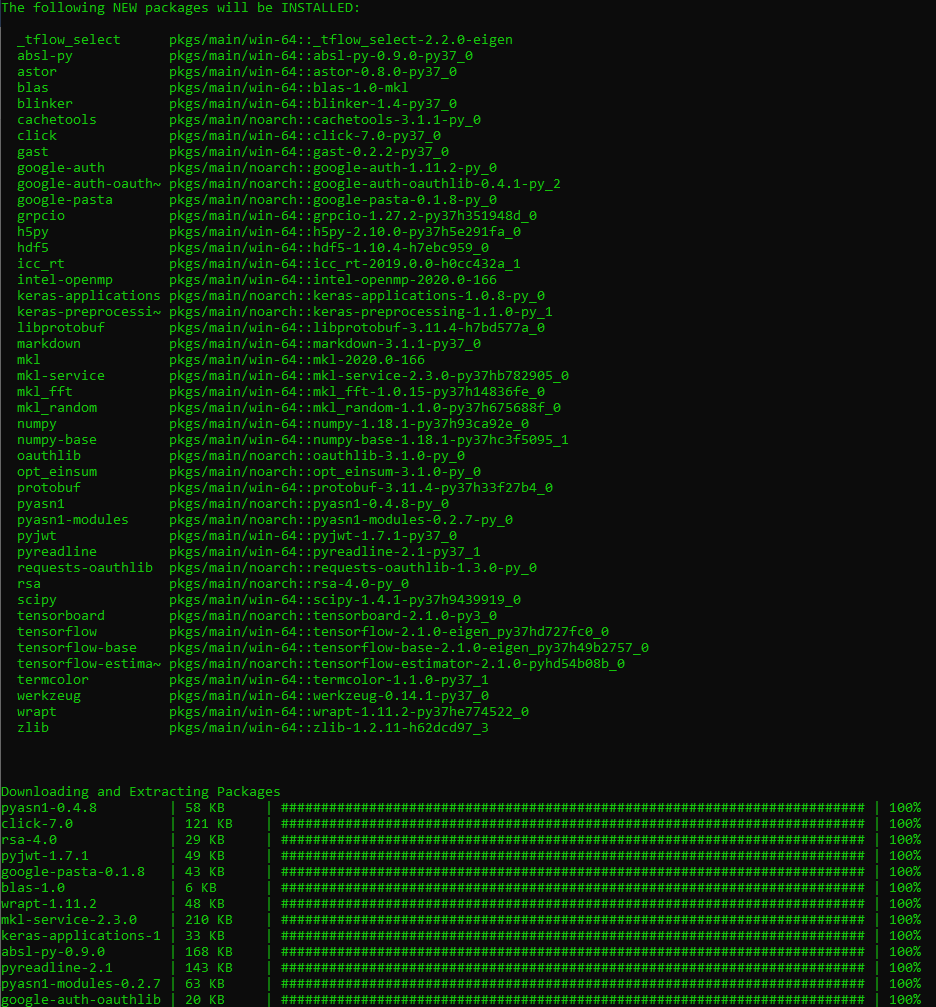 The following NEW packages will be INSTALLED:
_tflow_select pkgs/main/win-64::_tflow_select-2.2.0-eigen
absl-py pkgs/main/win-64::absl-py-0.9.0-py37_0
astor pkgs/main/win-64::astor-0.8.0-py37_0
blas pkgs/main/win-64::blas-1.0-mkl
blinker pkgs/main/win-64::blinker-1.4-py37_0
cachetools pkgs/main/noarch::cachetools-3.1.1-py_0
click pkgs/main/win-64::click-7.0-py37_0
gast pkgs/main/win-64::gast-0.2.2-py37_0
google-auth pkgs/main/noarch::google-auth-1.11.2-py_0
google-auth-oauth~ pkgs/main/noarch::google-auth-oauthlib-0.4.1-py_2
google-pasta pkgs/main/noarch::google-pasta-0.1.8-py_0
grpcio pkgs/main/win-64::grpcio-1.27.2-py37h351948d_0
h5py pkgs/main/win-64::h5py-2.10.0-py37h5e291fa_0
hdf5 pkgs/main/win-64::hdf5-1.10.4-h7ebc959_0
icc_rt pkgs/main/win-64::icc_rt-2019.0.0-h0cc432a_1
intel-openmp pkgs/main/win-64::intel-openmp-2020.0-166
keras-applications pkgs/main/noarch::keras-applications-1.0.8-py_0
keras-preprocessi~ pkgs/main/noarch::keras-preprocessing-1.1.0-py_1
libprotobuf pkgs/main/win-64::libprotobuf-3.11.4-h7bd577a_0
markdown pkgs/main/win-64::markdown-3.1.1-py37_0
mkl pkgs/main/win-64::mkl-2020.0-166
mkl-service pkgs/main/win-64::mkl-service-2.3.0-py37hb782905_0
mkl_fft pkgs/main/win-64::mkl_fft-1.0.15-py37h14836fe_0
mkl_random pkgs/main/win-64::mkl_random-1.1.0-py37h675688f_0
numpy pkgs/main/win-64::numpy-1.18.1-py37h93ca92e_0
numpy-base pkgs/main/win-64::numpy-base-1.18.1-py37hc3f5095_1
oauthlib pkgs/main/noarch::oauthlib-3.1.0-py_0
opt_einsum pkgs/main/noarch::opt_einsum-3.1.0-py_0
protobuf pkgs/main/win-64::protobuf-3.11.4-py37h33f27b4_0
pyasn1 pkgs/main/noarch::pyasn1-0.4.8-py_0
pyasn1-modules pkgs/main/noarch::pyasn1-modules-0.2.7-py_0
pyjwt pkgs/main/win-64::pyjwt-1.7.1-py37_0
pyreadline pkgs/main/win-64::pyreadline-2.1-py37_1
requests-oauthlib pkgs/main/noarch::requests-oauthlib-1.3.0-py_0
rsa pkgs/main/noarch::rsa-4.0-py_0
scipy pkgs/main/win-64::scipy-1.4.1-py37h9439919_0
tensorboard pkgs/main/noarch::tensorboard-2.1.0-py3_0
tensorflow pkgs/main/win-64::tensorflow-2.1.0-eigen_py37hd727fc0_0
tensorflow-base pkgs/main/win-64::tensorflow-base-2.1.0-eigen_py37h49b2757_0
tensorflow-estima~ pkgs/main/noarch::tensorflow-estimator-2.1.0-pyhd54b08b_0
termcolor pkgs/main/win-64::termcolor-1.1.0-py37_1
werkzeug pkgs/main/win-64::werkzeug-0.14.1-py37_0
wrapt pkgs/main/win-64::wrapt-1.11.2-py37he774522_0
zlib pkgs/main/win-64::zlib-1.2.11-h62dcd97_3
Downloading and Extracting Packages
pyasn1-0.4.8 | 58 KB | ######################################################################### | 100%
click-7.0 | 121 KB | ######################################################################### | 100%
rsa-4.0 | 29 KB | ######################################################################### | 100%
pyjwt-1.7.1 | 49 KB | ######################################################################### | 100%
google-pasta-0.1.8 | 43 KB | ######################################################################### | 100%
blas-1.0 | 6 KB | ######################################################################### | 100%
wrapt-1.11.2 | 48 KB | ######################################################################### | 100%
mkl-service-2.3.0 | 210 KB | ######################################################################### | 100%
keras-applications-1 | 33 KB | ######################################################################### | 100%
absl-py-0.9.0 | 168 KB | ######################################################################### | 100%
pyreadline-2.1 | 143 KB | ######################################################################### | 100%
pyasn1-modules-0.2.7 | 63 KB | ######################################################################### | 100%
google-auth-oauthlib | 20 KB | ######################################################################### | 100%